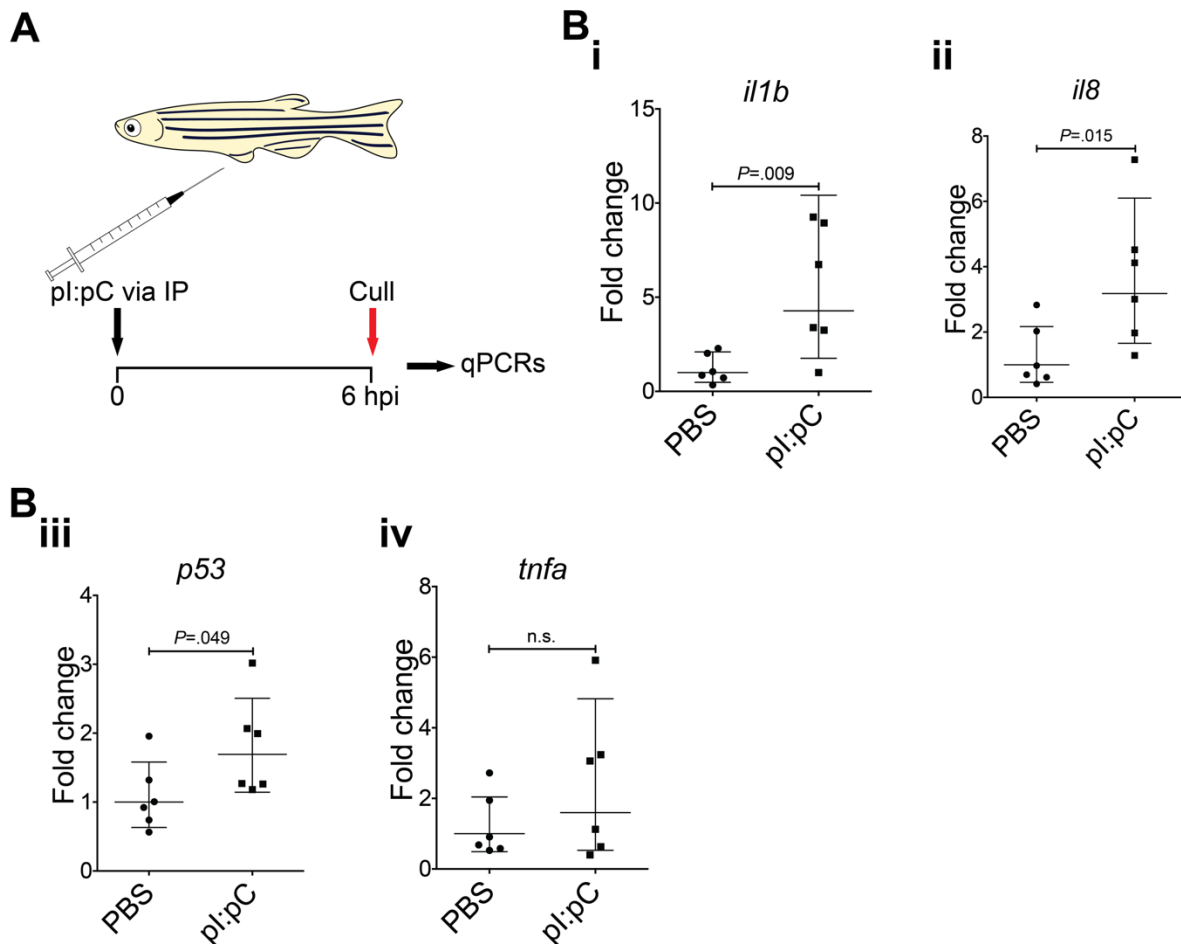 A
pI:pC via IP
Cull
0
6 hpi
qPCRs
B
i
il1b
Fold change
15
10
5
0
P=.009
PBS
pI:pC
ii
il8
Fold change
8
6
4
2
0
P=.015
PBS
pI:pC
B
iii
p53
Fold change
4
3
2
1
0
P=.049
PBS
pI:pC
iv
tnfa
Fold change
8
6
4
2
0
n.s.
PBS
pI:pC